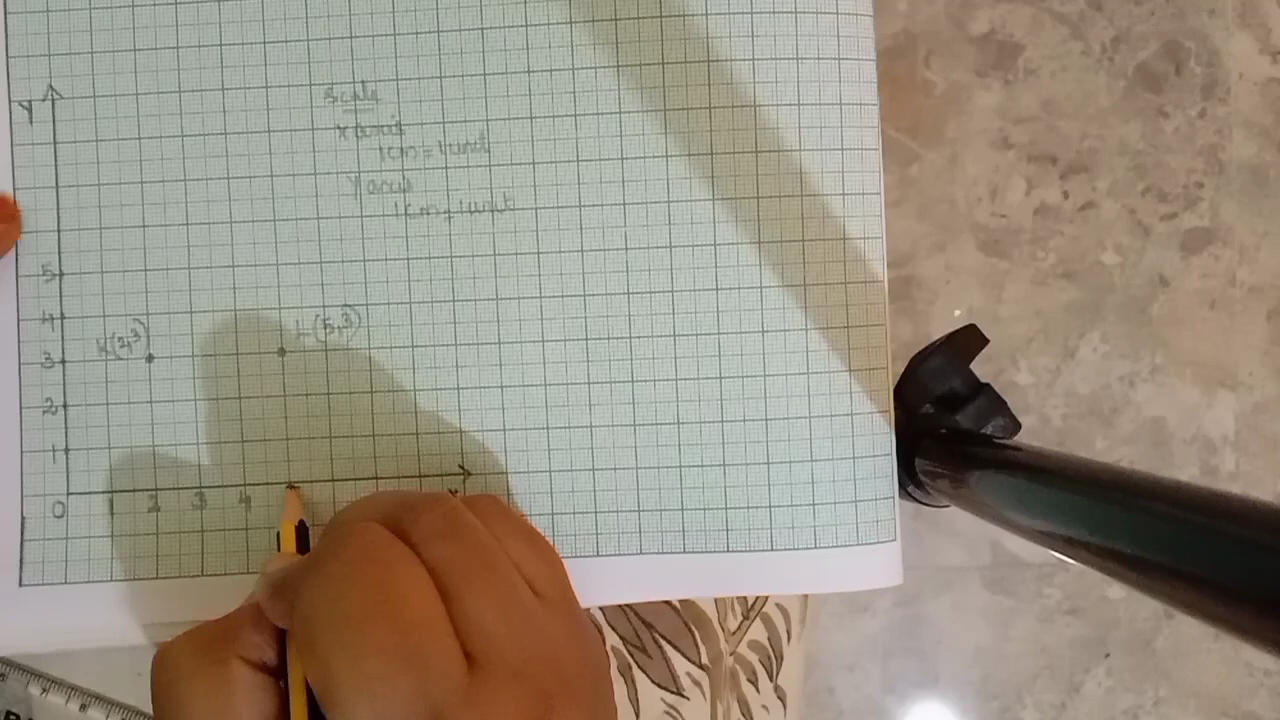 Y
Scale
X axis
1cm = 1 unit
Y axis
1cm = 1 unit
5
4
K(2,3)
L(5,3)
3
2
1
0
1 2 3 4
X